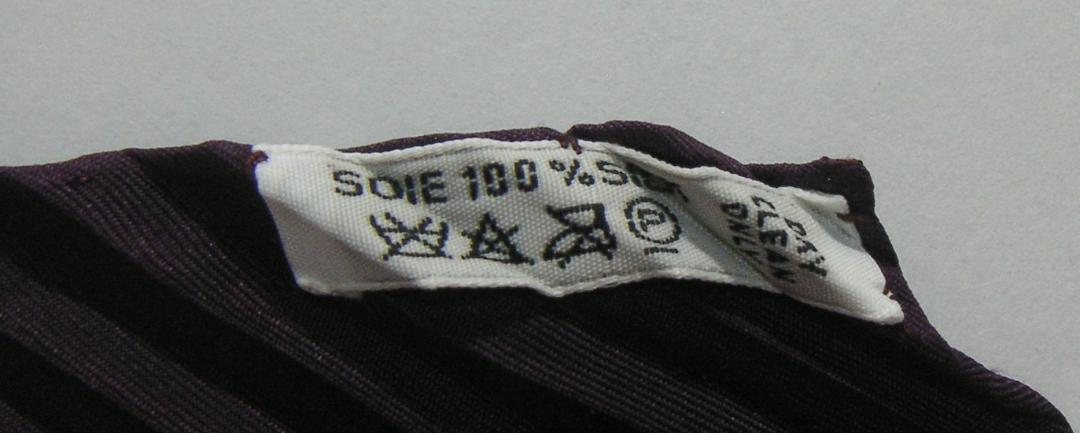 SOIE 100% SILK
P
DRY
CLEAN
ONLY